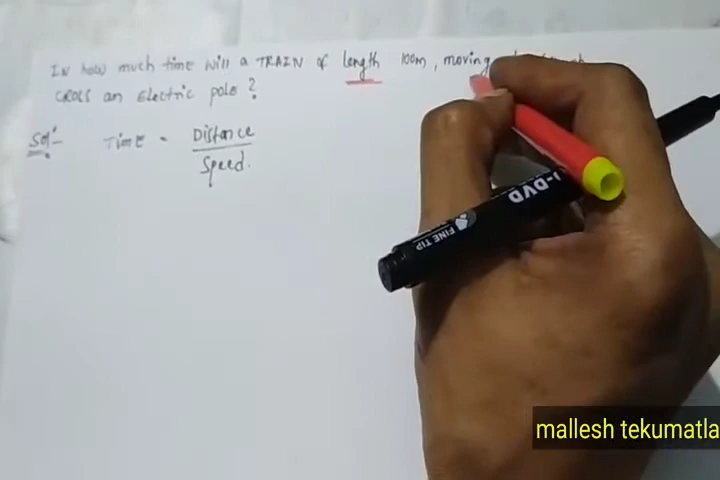 IN how much time will a TRAIN of length 100m, moving
CROSS an Electric pole?
Sol:- TIME = Distance
Speed.
I-DVD
FINE TIP
mallesh tekumatla